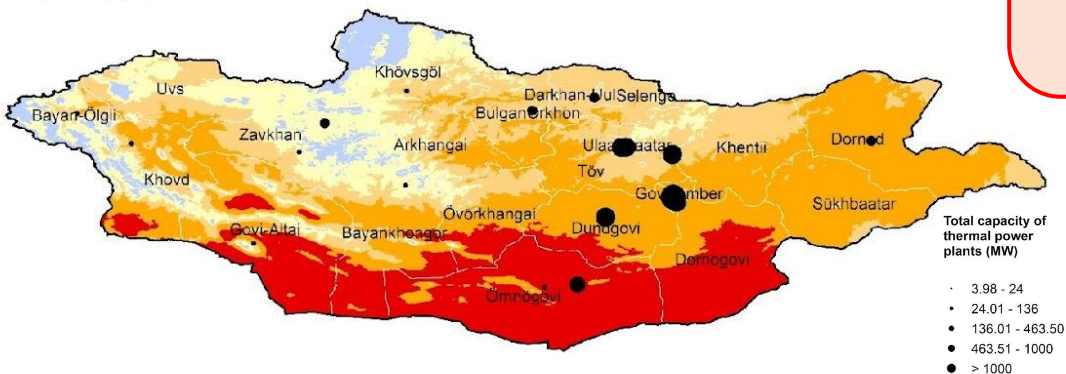 Khövsgöl
Uvs
Bayan-Ölgii
Darkhan-Uul Selenge
Bulgan Orkhon
Zavkhan
Arkhangai
Ulaanbaatar
Khentii
Dornod
Töv
Khovd
Övörkhangai
Sükhbaatar
Govi-Altai
Bayankhongor
Dundgovi
Dornogovi
Ömnögovi
Total capacity of
thermal power
plants (MW)
3.98 - 24
24.01 - 136
136.01 - 463.50
463.51 - 1000
> 1000